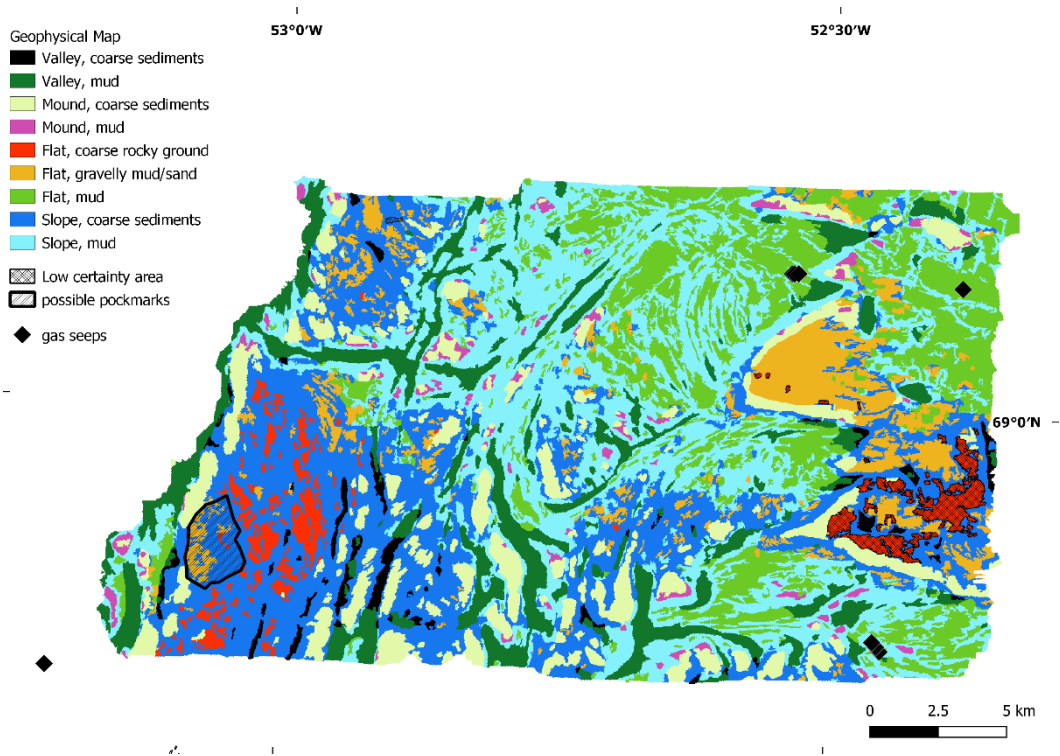 53°0′W
52°30′W
Geophysical Map
Valley, coarse sediments
Valley, mud
Mound, coarse sediments
Mound, mud
Flat, coarse rocky ground
Flat, gravelly mud/sand
Flat, mud
Slope, coarse sediments
Slope, mud
Low certainty area
possible pockmarks
gas seeps
69°0′N
0 2.5 5 km